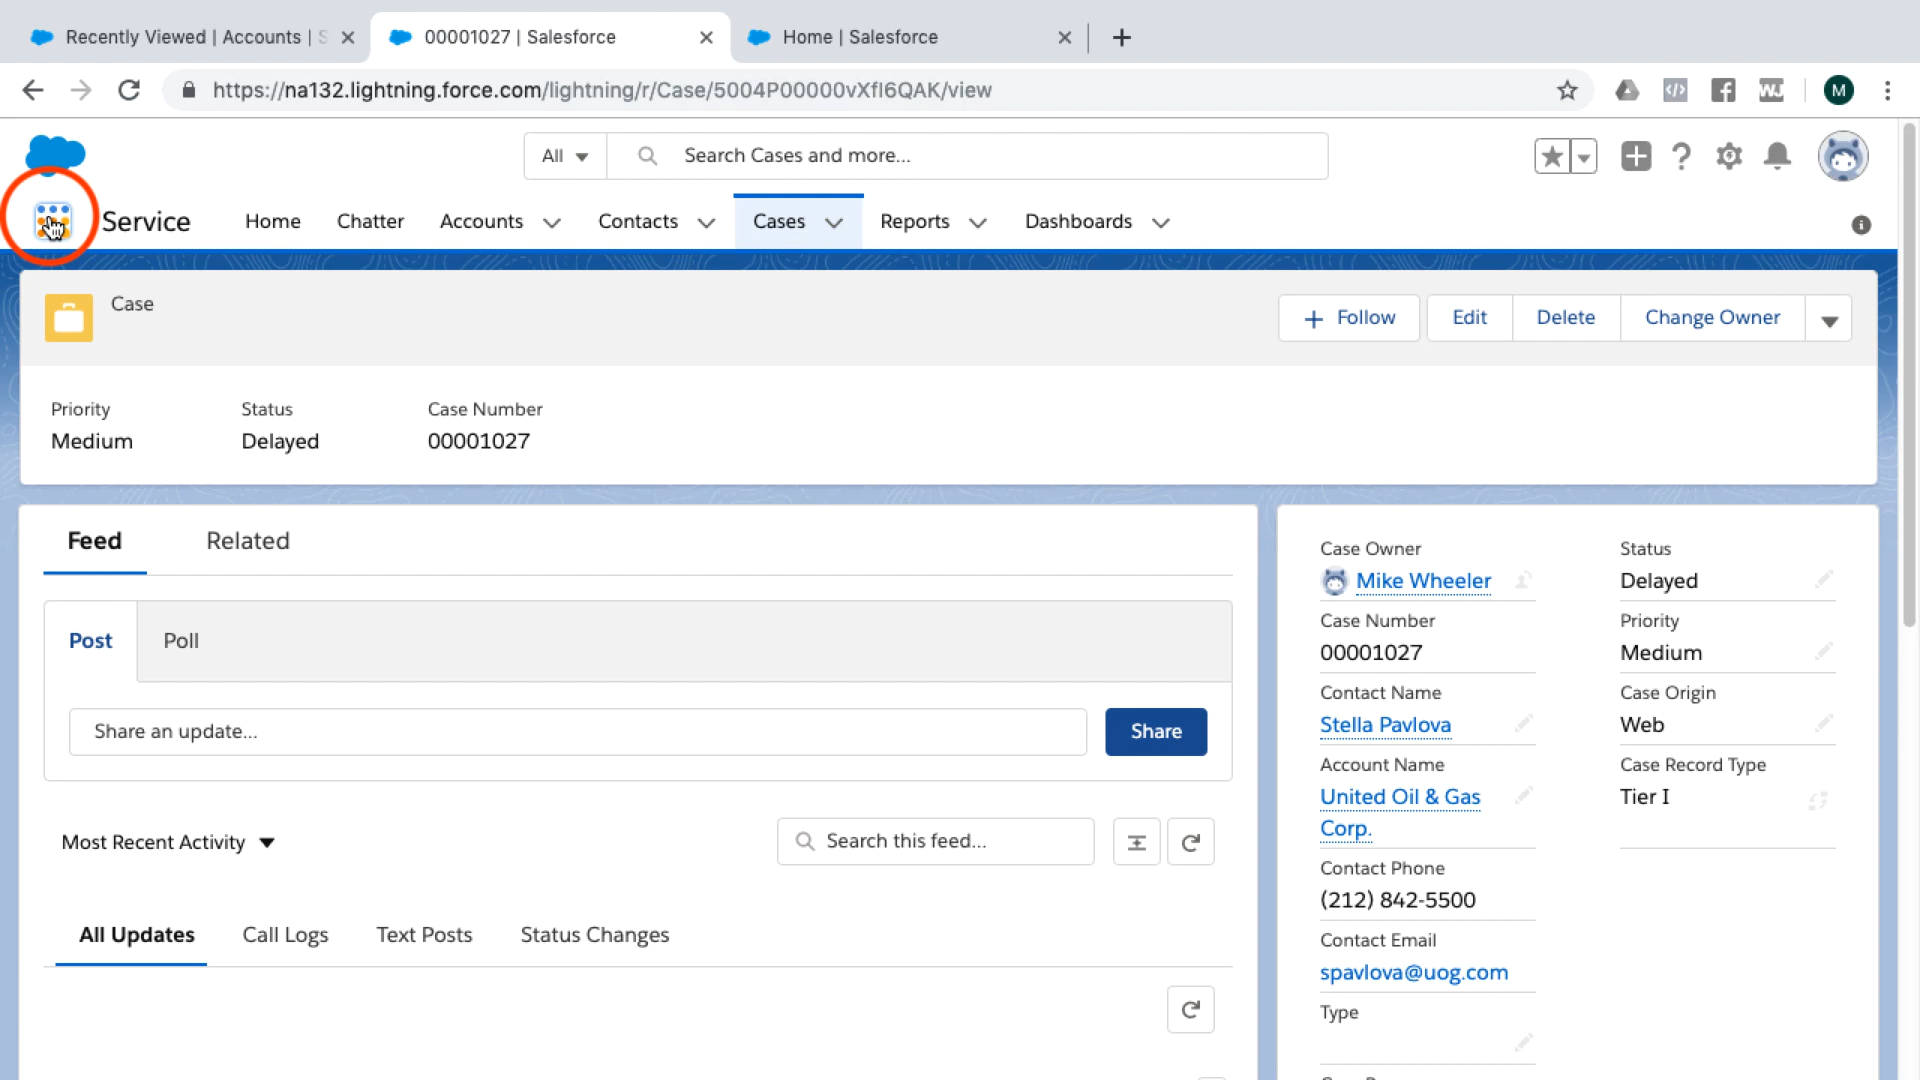 Recently Viewed | Accounts | S
00001027 | Salesforce
Home | Salesforce
https://na132.lightning.force.com/lightning/r/Case/5004P00000vXfI6QAK/view
WJ
M
All
Search Cases and more...
Service
Home
Chatter
Accounts
Contacts
Cases
Reports
Dashboards
Case
Follow
Edit
Delete
Change Owner
Priority
Status
Case Number
Medium
Delayed
00001027
Feed
Related
Post
Poll
Share an update...
Share
Most Recent Activity
Search this feed...
All Updates
Call Logs
Text Posts
Status Changes
Case Owner
Mike Wheeler
Case Number
00001027
Contact Name
Stella Pavlova
Account Name
United Oil & Gas
Corp.
Contact Phone
(212) 842-5500
Contact Email
spavlova@uog.com
Type
Status
Delayed
Priority
Medium
Case Origin
Web
Case Record Type
Tier I